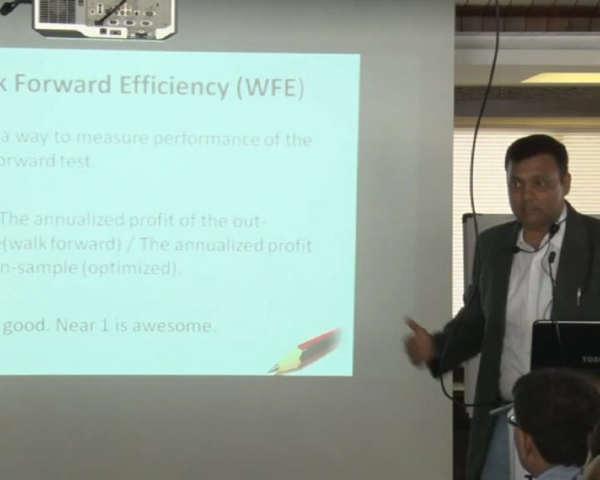 k Forward Efficiency (WFE)
a way to measure performance of the
orward test.
The annualized profit of the out-
(walk forward) / The annualized profit
n-sample (optimized).
good. Near 1 is awesome.